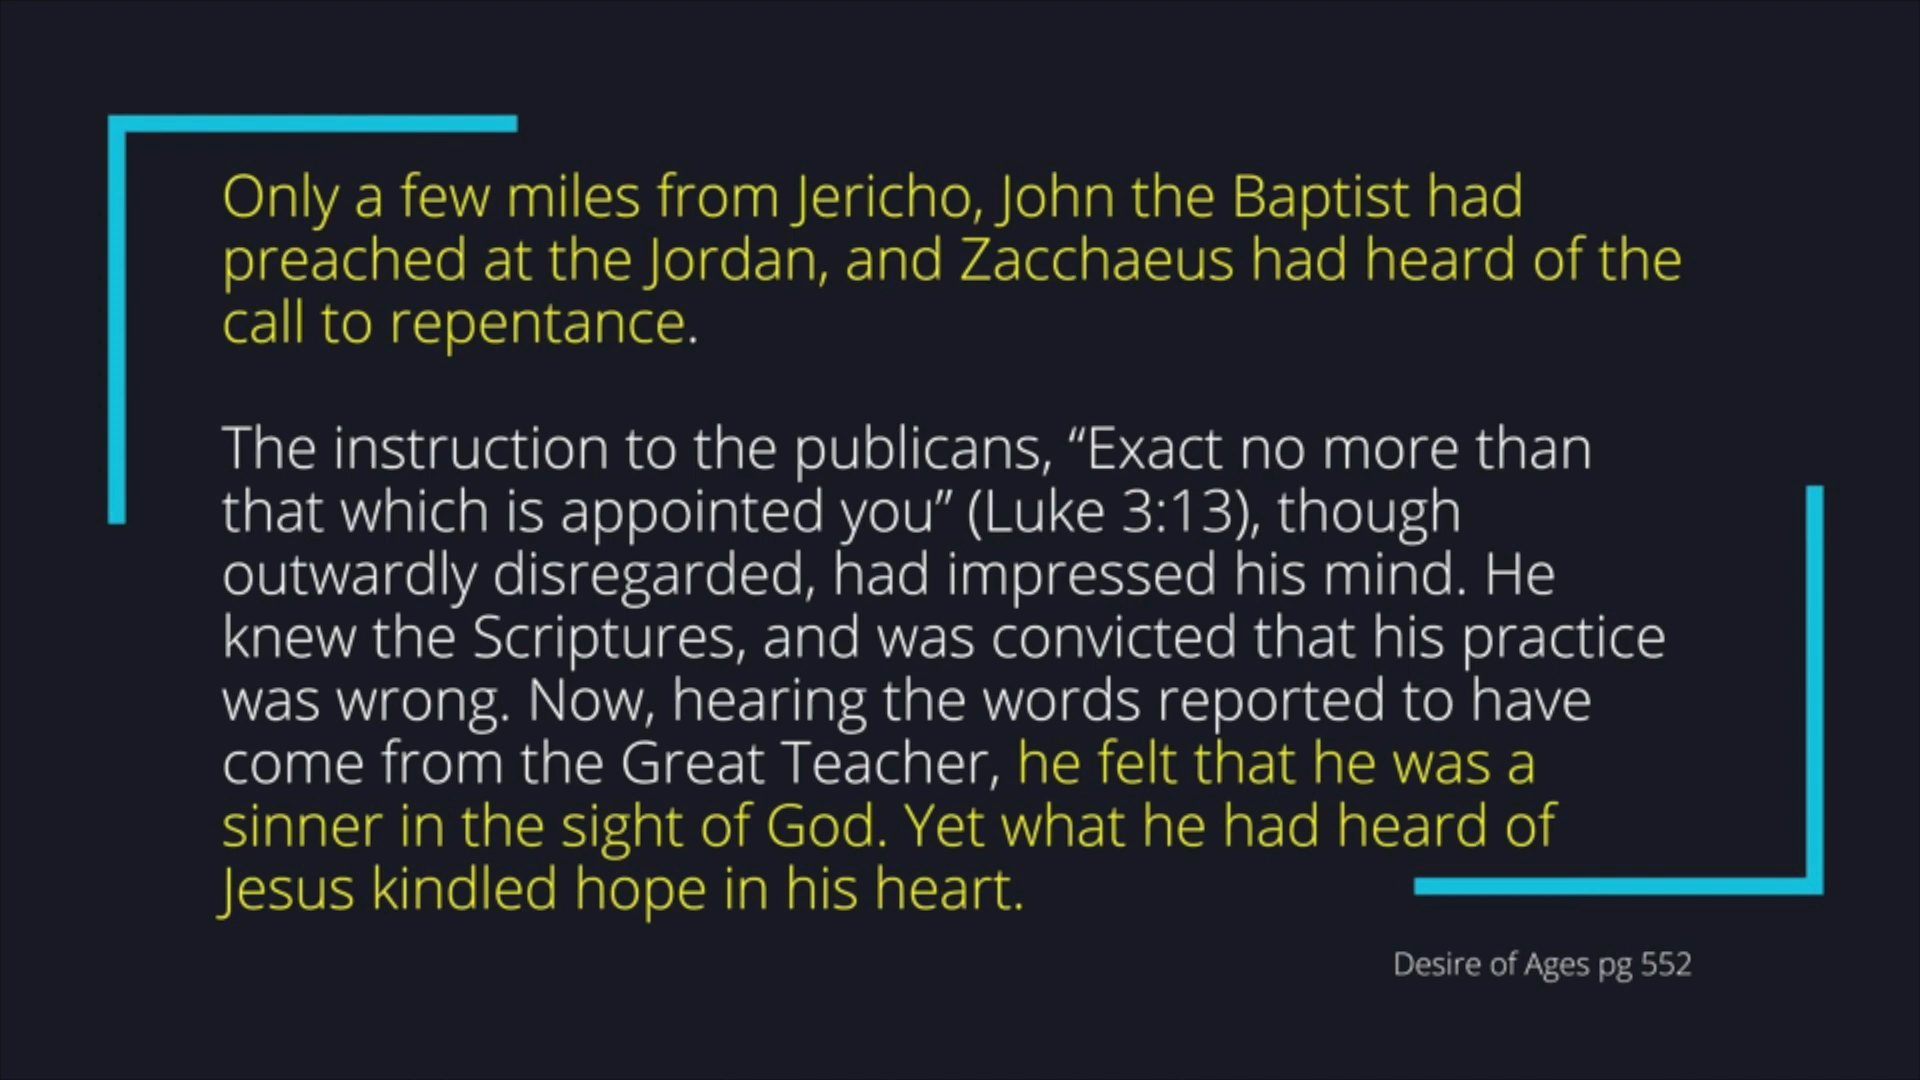 Only a few miles from Jericho, John the Baptist had
preached at the Jordan, and Zacchaeus had heard of the
call to repentance.
The instruction to the publicans, “Exact no more than
that which is appointed you” (Luke 3:13), though
outwardly disregarded, had impressed his mind. He
knew the Scriptures, and was convicted that his practice
was wrong. Now, hearing the words reported to have
come from the Great Teacher, he felt that he was a
sinner in the sight of God. Yet what he had heard of
Jesus kindled hope in his heart.
Desire of Ages pg 552